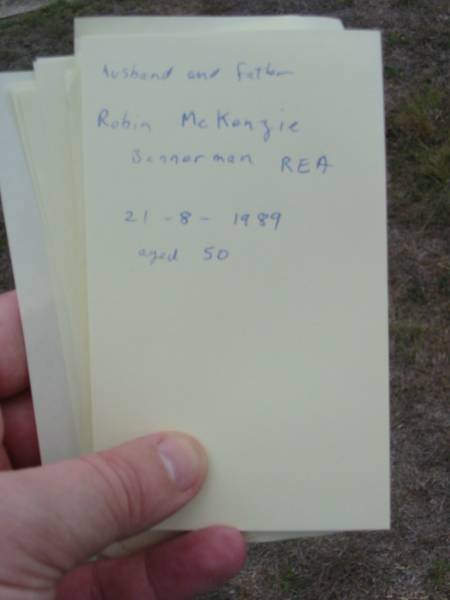 Husband and Father
Robin McKenzie
Bannerman REA
21-8-1989
aged 50